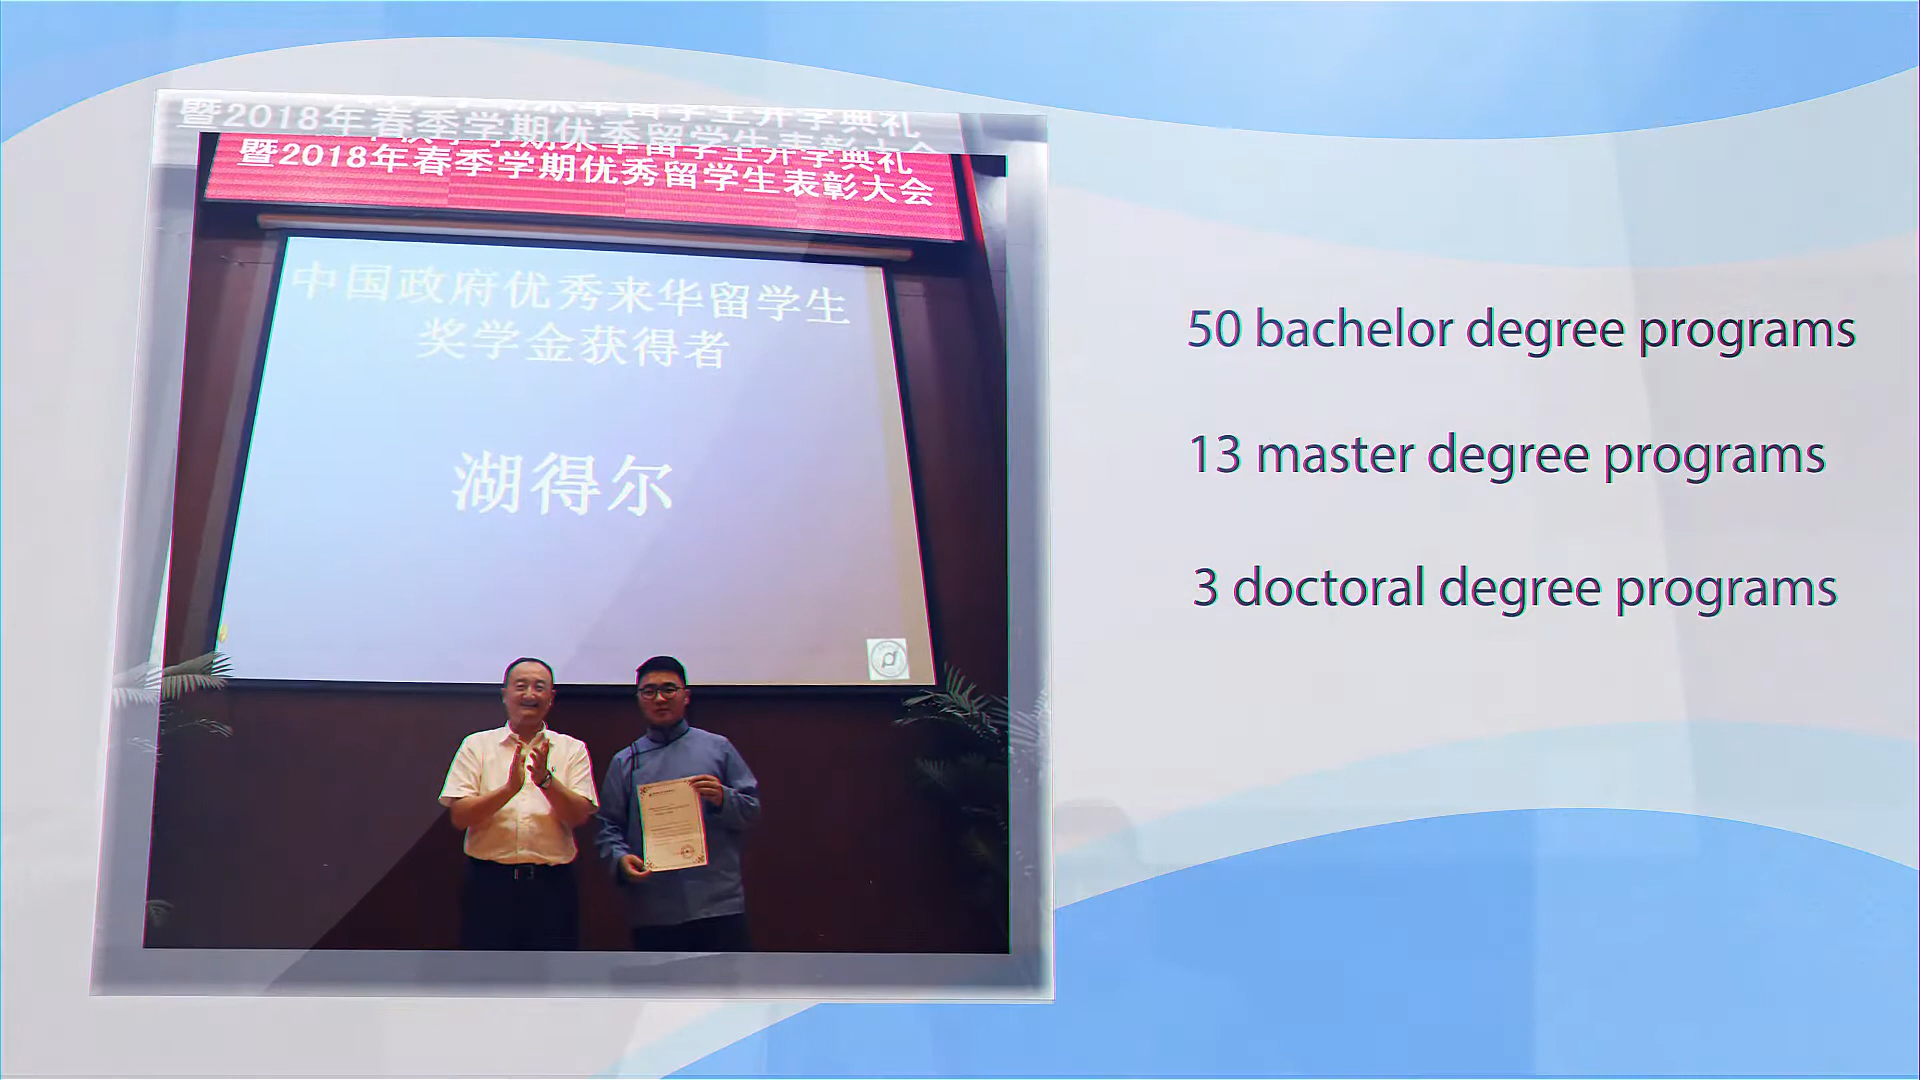 暨2018年春季学期优秀留学生表彰大会
中国政府优秀来华留学生
奖学金获得者
湖得尔
50 bachelor degree programs
13 master degree programs
3 doctoral degree programs